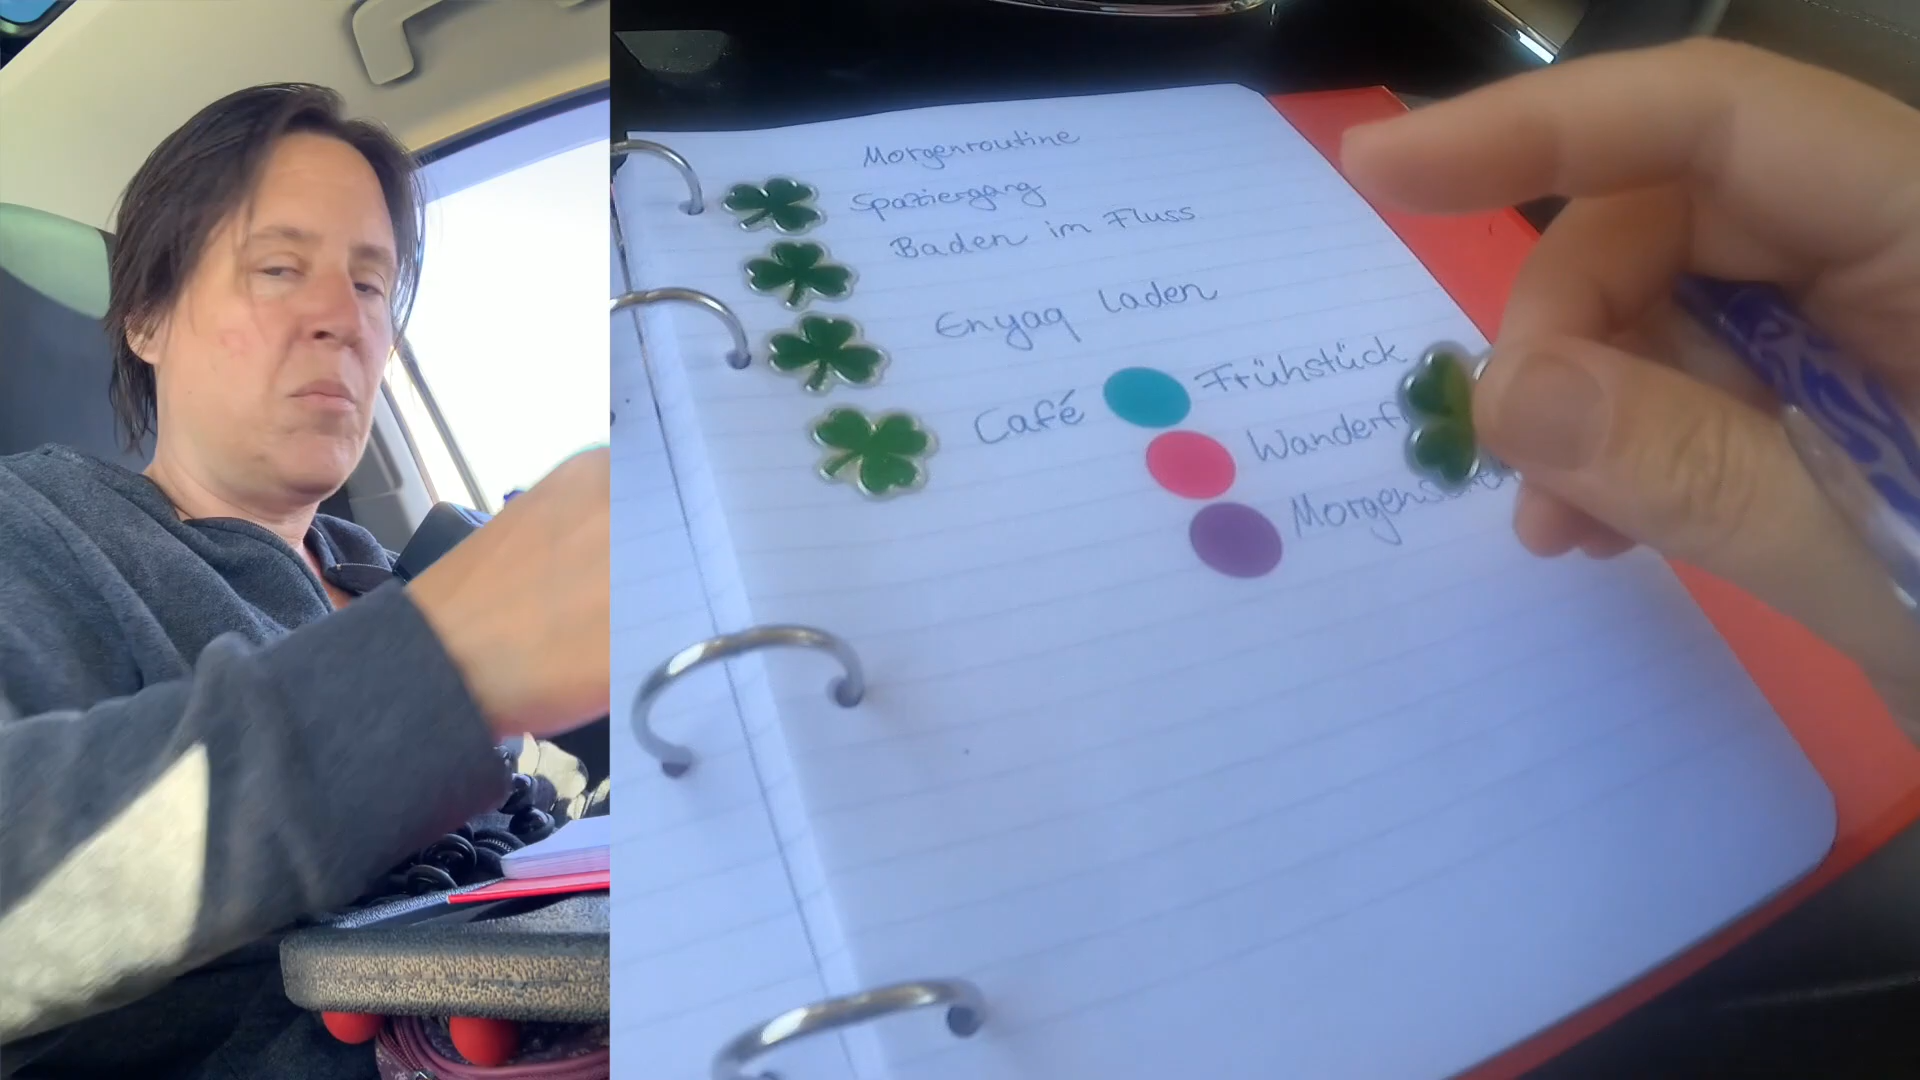 Morgenroutine
Spaziergang
Baden im Fluss
Enyaq laden
Café
Frühstück